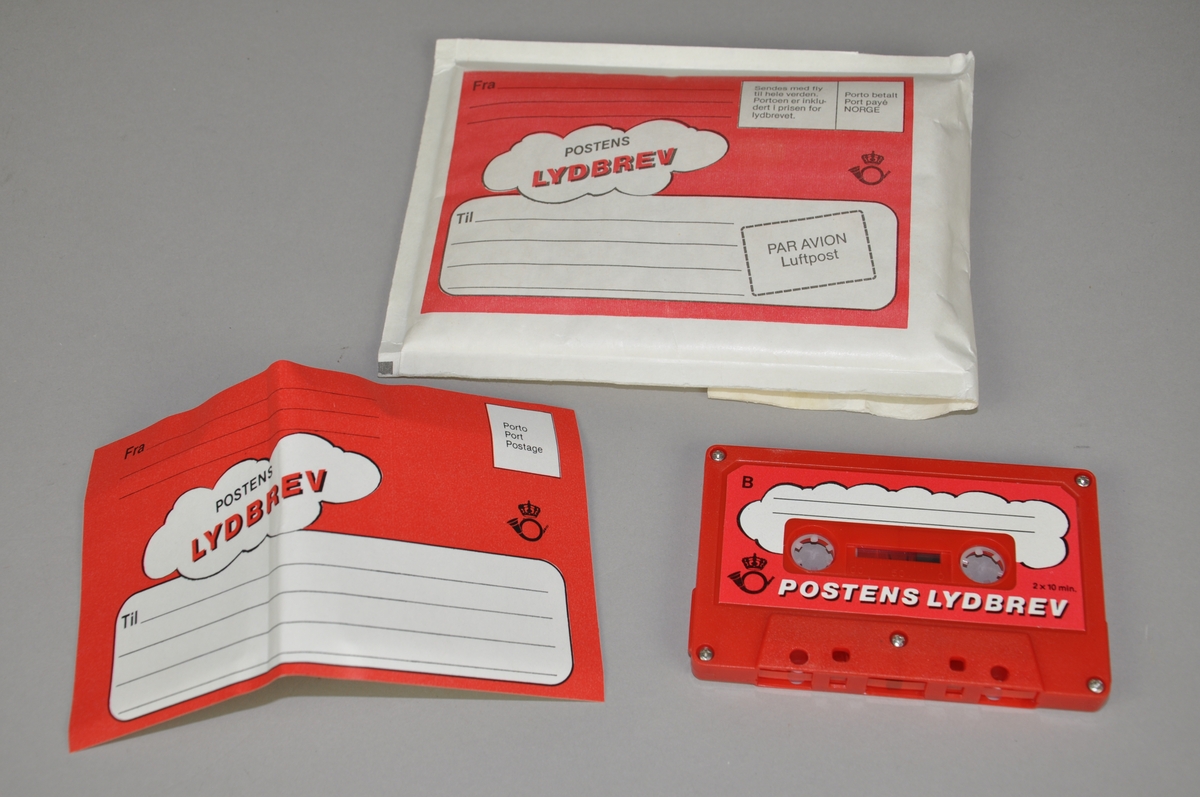 Fra
Sendes med fly
til hele verden.
Portoen er inklu-
dert i prisen for
lydbrevet.
Porto betalt
Port payé
NORGE
POSTENS
LYDBREV
Til
PAR AVION
Luftpost
Fra
Porto
Port
Postage
POSTENS
LYDBREV
Til
B
2 x 10 min.
POSTENS LYDBREV